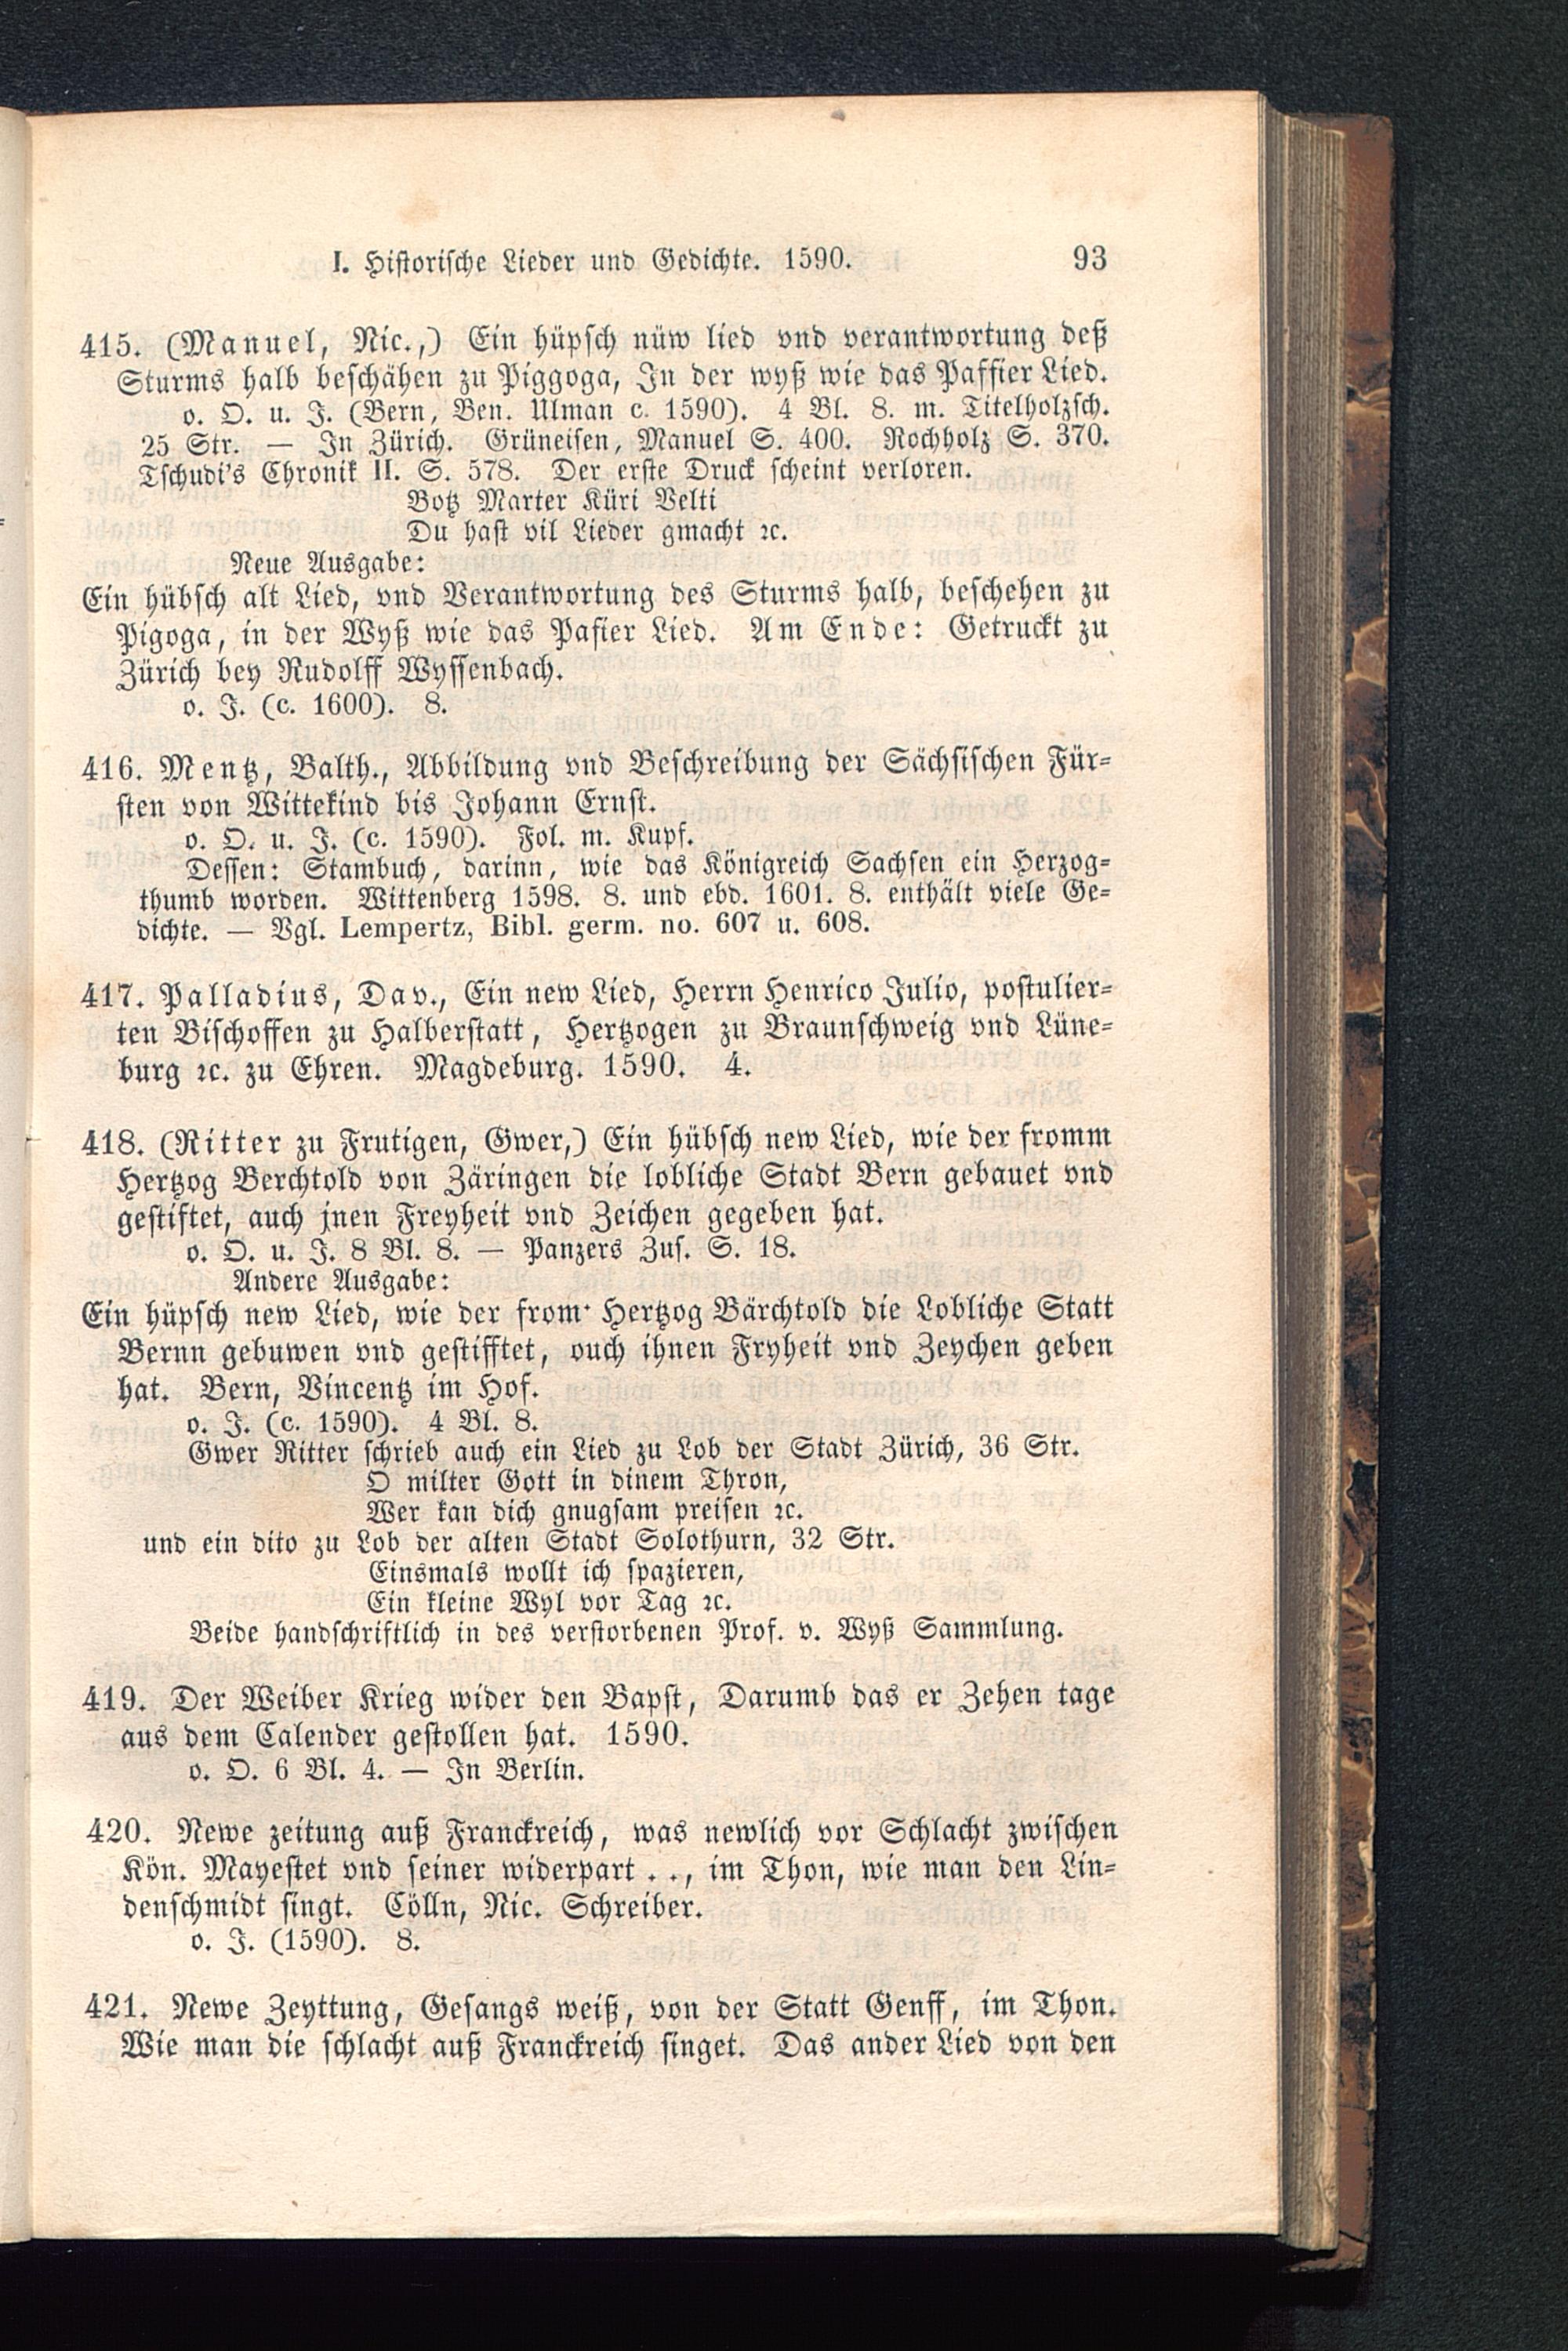 I. Historische Lieder und Gedichte. 1590. 93
415. (Manuel, Nic.,) Ein hüpsch nüw lied vnd verantwortung deß
Sturms halb beschähen zu Piggoga, In der wyß wie das Paffier Lied.
o. O. u. J. (Bern, Ben. Ulman c. 1590). 4 Bl. 8. m. Titelholzsch.
25 Str. — In Zürich. Grüneisen, Manuel S. 400. Rochholz S. 370.
Tschudi's Chronik II. S. 578. Der erste Druck scheint verloren.
Botz Marter Küri Velti
Du hast vil Lieder gmacht ꝛc.
Neue Ausgabe:
Ein hübsch alt Lied, vnd Verantwortung des Sturms halb, beschehen zu
Pigoga, in der Wyß wie das Pafier Lied. Am Ende: Getruckt zu
Zürich bey Rudolff Wyssenbach.
o. J. (c. 1600). 8.
416. Mentz, Balth., Abbildung vnd Beschreibung der Sächsischen Für-
sten von Wittekind bis Johann Ernst.
o. O. u. J. (c. 1590). Fol. m. Kupf.
Dessen: Stambuch, darinn, wie das Königreich Sachsen ein Herzog-
thumb worden. Wittenberg 1598. 8. und ebd. 1601. 8. enthält viele Ge-
dichte. — Vgl. Lempertz, Bibl. germ. no. 607 u. 608.
417. Palladius, Dav., Ein new Lied, Herrn Henrico Julio, postulier-
ten Bischoffen zu Halberstatt, Hertzogen zu Braunschweig vnd Lüne-
burg ꝛc. zu Ehren. Magdeburg. 1590. 4.
418. (Ritter zu Frutigen, Gwer,) Ein hübsch new Lied, wie der fromm
Hertzog Berchtold von Zäringen die lobliche Stadt Bern gebauet vnd
gestiftet, auch jnen Freyheit vnd Zeichen gegeben hat.
o. O. u. J. 8 Bl. 8. — Panzers Zus. S. 18.
Andere Ausgabe:
Ein hüpsch new Lied, wie der from· Hertzog Bärchtold die Lobliche Statt
Bernn gebuwen vnd gestifftet, ouch ihnen Fryheit vnd Zeychen geben
hat. Bern, Vincentz im Hof.
o. J. (c. 1590). 4 Bl. 8.
Gwer Ritter schrieb auch ein Lied zu Lob der Stadt Zürich, 36 Str.
O milter Gott in dinem Thron,
Wer kan dich gnugsam preisen ꝛc.
und ein dito zu Lob der alten Stadt Solothurn, 32 Str.
Einsmals wollt ich spazieren,
Ein kleine Wyl vor Tag ꝛc.
Beide handschriftlich in des verstorbenen Prof. v. Wyß Sammlung.
419. Der Weiber Krieg wider den Bapst, Darumb das er Zehen tage
aus dem Calender gestollen hat. 1590.
o. O. 6 Bl. 4. — In Berlin.
420. Newe zeitung auß Franckreich, was newlich vor Schlacht zwischen
Kön. Mayestet vnd seiner widerpart . ., im Thon, wie man den Lin-
denschmidt singt. Cölln, Nic. Schreiber.
o. J. (1590). 8.
421. Newe Zeyttung, Gesangs weiß, von der Statt Genff, im Thon.
Wie man die schlacht auß Franckreich singet. Das ander Lied von den